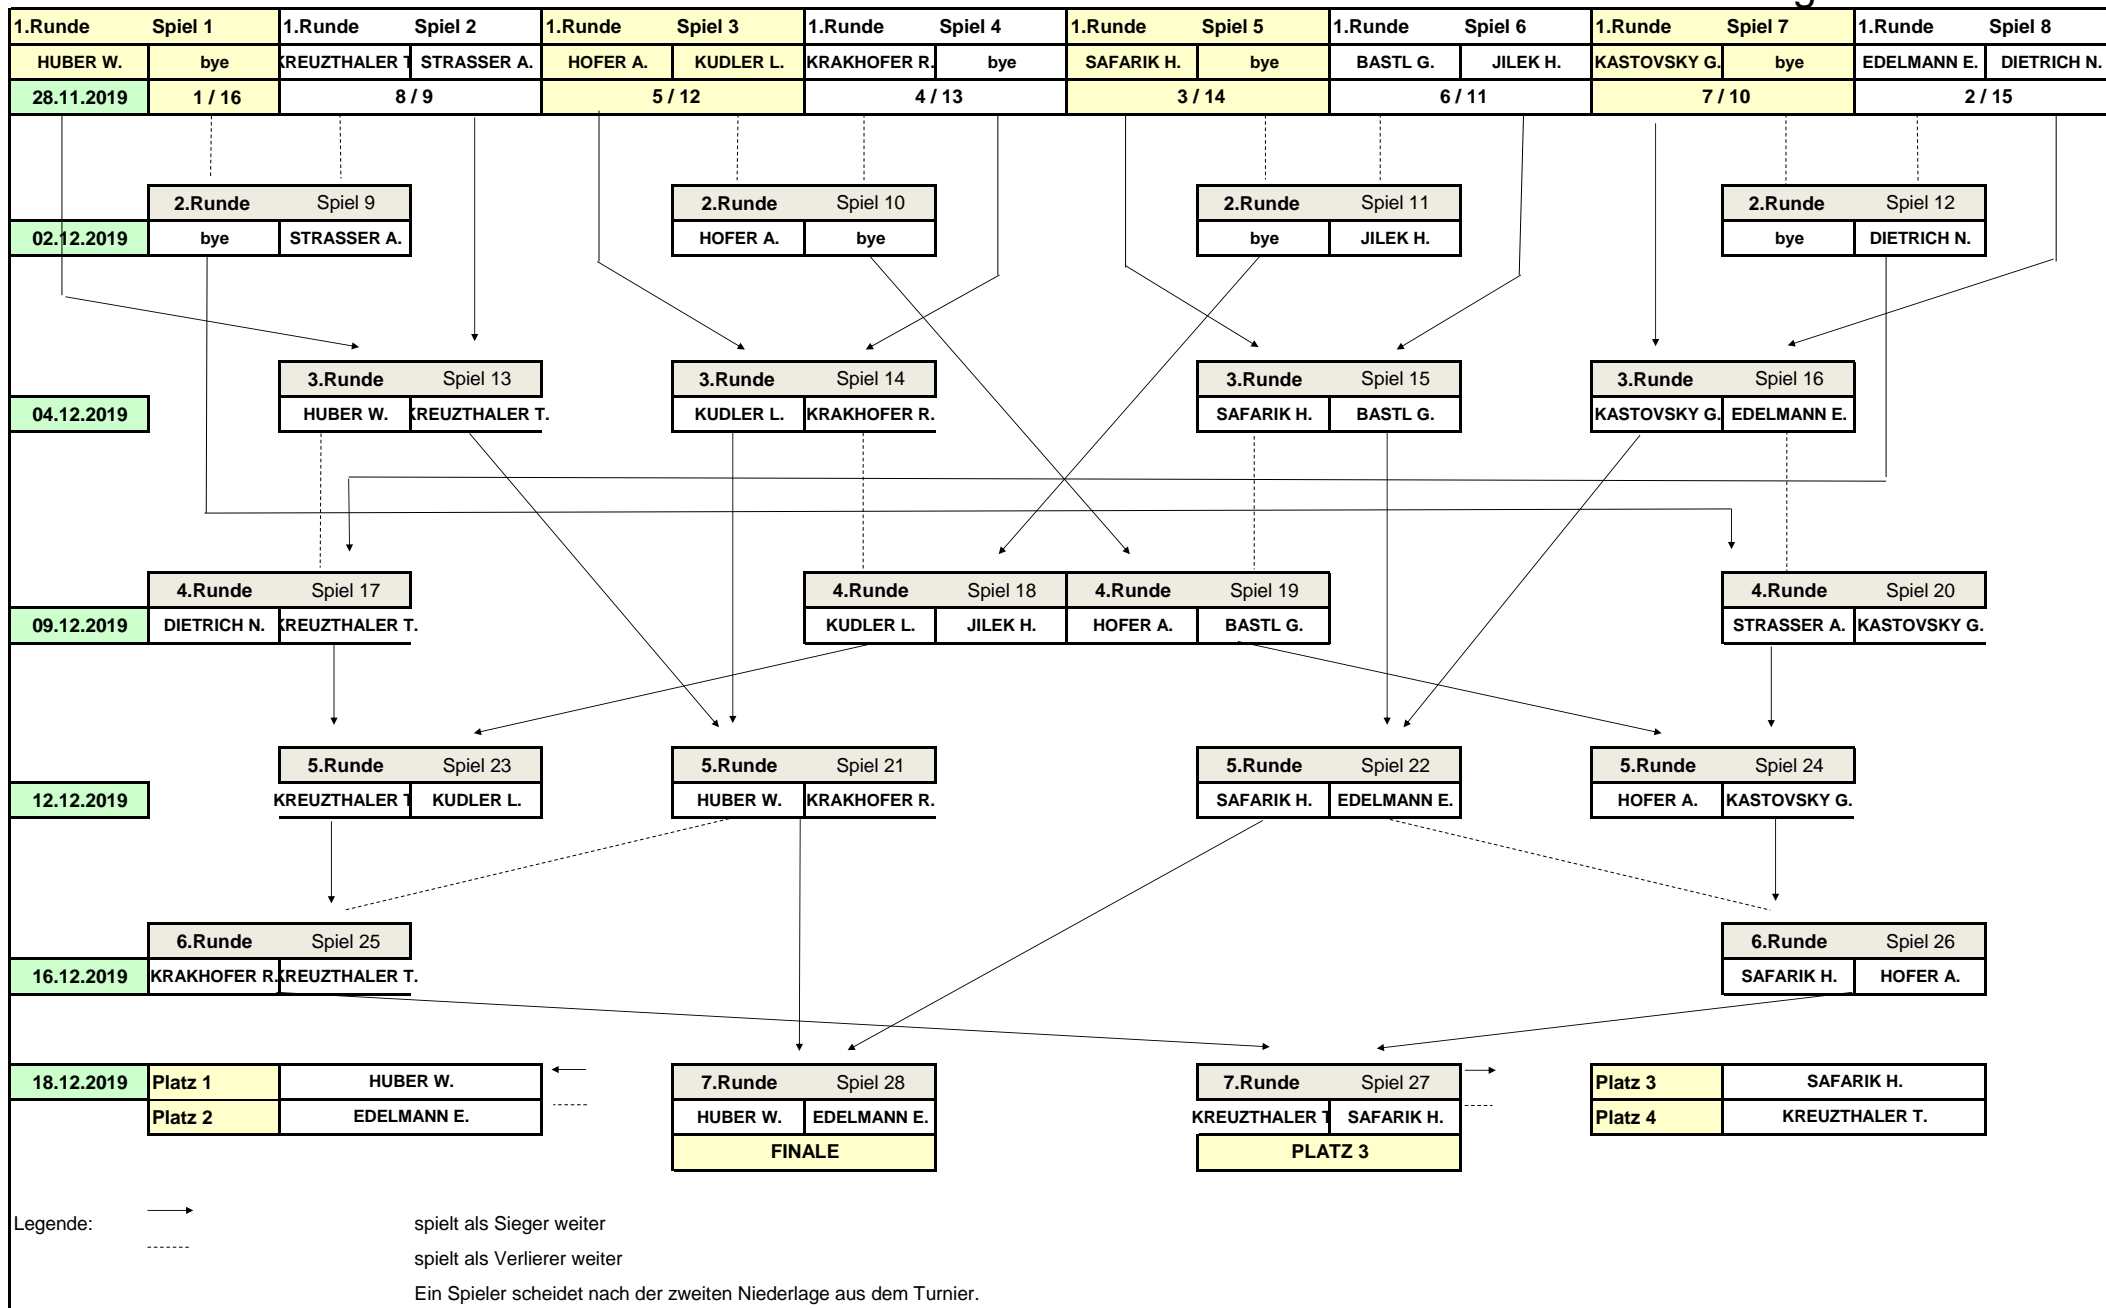 1.Runde Spiel 1 1.Runde Spiel 2 1.Runde Spiel 3 1.Runde Spiel 4 1.Runde Spiel 5 1.Runde Spiel 6 1.Runde Spiel 7 1.Runde Spiel 8
HUBER W. bye KREUZTHALER T STRASSER A. HOFER A. KUDLER L. KRAKHOFER R. bye SAFARIK H. bye BASTL G. JILEK H. KASTOVSKY G. bye EDELMANN E. DIETRICH N.
28.11.2019 1 / 16 8 / 9 5 / 12 4 / 13 3 / 14 6 / 11 7 / 10 2 / 15
2.Runde Spiel 9 2.Runde Spiel 10 2.Runde Spiel 11 2.Runde Spiel 12
02.12.2019 bye STRASSER A. HOFER A. bye bye JILEK H. bye DIETRICH N.
3.Runde Spiel 13 3.Runde Spiel 14 3.Runde Spiel 15 3.Runde Spiel 16
04.12.2019 HUBER W. KREUZTHALER T. KUDLER L. KRAKHOFER R. SAFARIK H. BASTL G. KASTOVSKY G. EDELMANN E.
4.Runde Spiel 17 4.Runde Spiel 18 4.Runde Spiel 19 4.Runde Spiel 20
09.12.2019 DIETRICH N. KREUZTHALER T. KUDLER L. JILEK H. HOFER A. BASTL G. STRASSER A. KASTOVSKY G.
5.Runde Spiel 23 5.Runde Spiel 21 5.Runde Spiel 22 5.Runde Spiel 24
12.12.2019 KREUZTHALER T KUDLER L. HUBER W. KRAKHOFER R. SAFARIK H. EDELMANN E. HOFER A. KASTOVSKY G.
6.Runde Spiel 25 6.Runde Spiel 26
16.12.2019 KRAKHOFER R. KREUZTHALER T. SAFARIK H. HOFER A.
18.12.2019 Platz 1 HUBER W. 7.Runde Spiel 28 7.Runde Spiel 27 Platz 3 SAFARIK H.
Platz 2 EDELMANN E. HUBER W. EDELMANN E. KREUZTHALER T SAFARIK H. Platz 4 KREUZTHALER T.
FINALE PLATZ 3
Legende: spielt als Sieger weiter
spielt als Verlierer weiter
Ein Spieler scheidet nach der zweiten Niederlage aus dem Turnier.